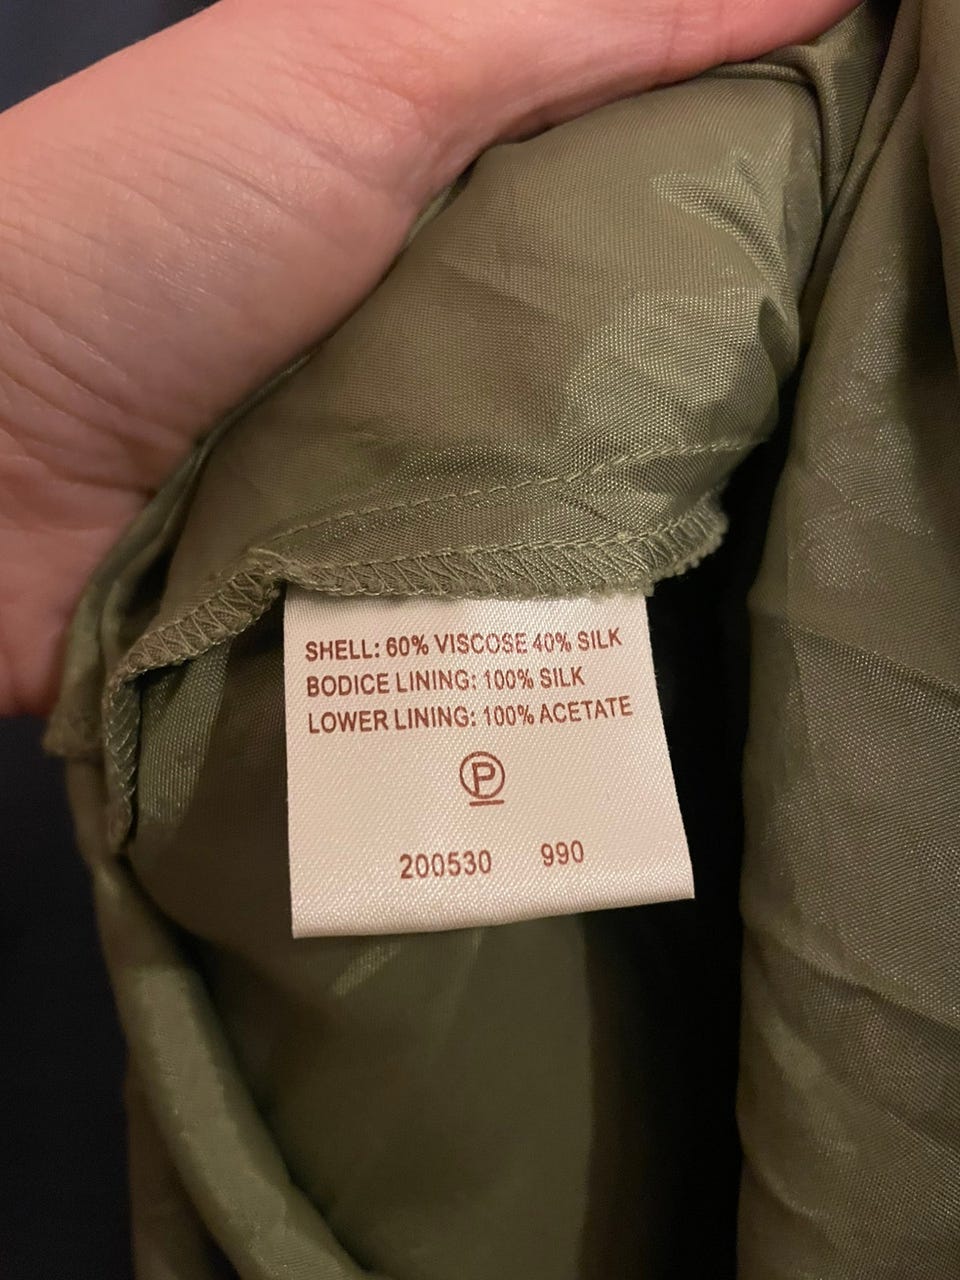 SHELL: 60% VISCOSE 40% SILK
BODICE LINING: 100% SILK
LOWER LINING: 100% ACETATE
P
200530 990